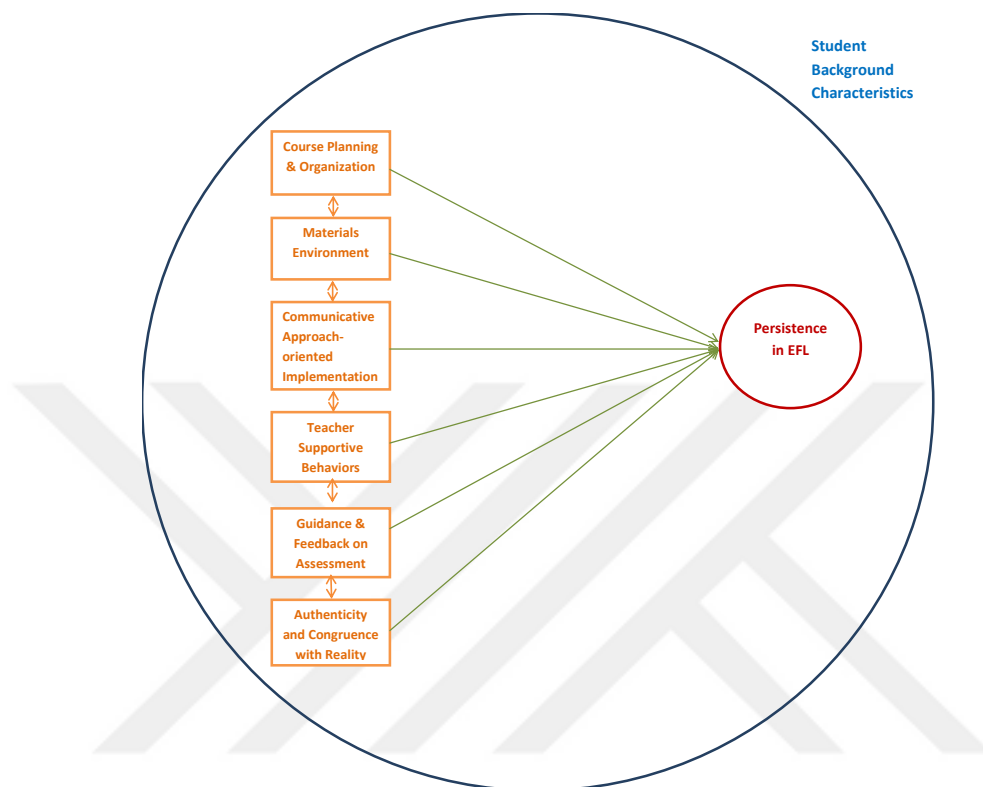 Student
Background
Characteristics
Course Planning
& Organization
Materials
Environment
Communicative
Approach-
oriented
Implementation
Teacher
Supportive
Behaviors
Guidance &
Feedback on
Assessment
Authenticity
and Congruence
with Reality
Persistence
in EFL